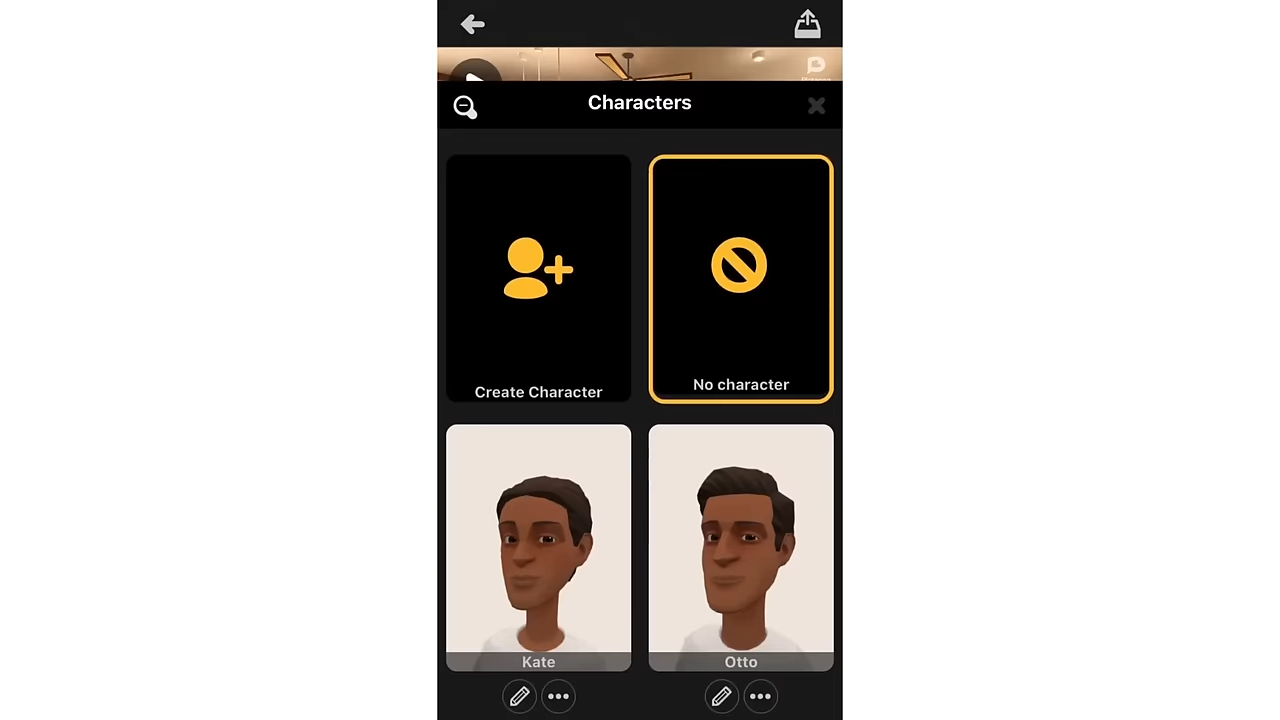 Characters
Create Character
No character
Kate
Otto